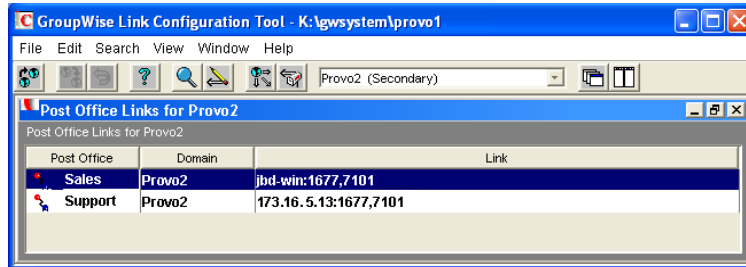 GroupWise Link Configuration Tool - K:\gwsystem\provo1
File Edit Search View Window Help
Provo2 (Secondary)
Post Office Links for Provo2
Post Office Links for Provo2
Post Office Domain Link
Sales Provo2 jbd-win:1677,7101
Support Provo2 173.16.5.13:1677,7101